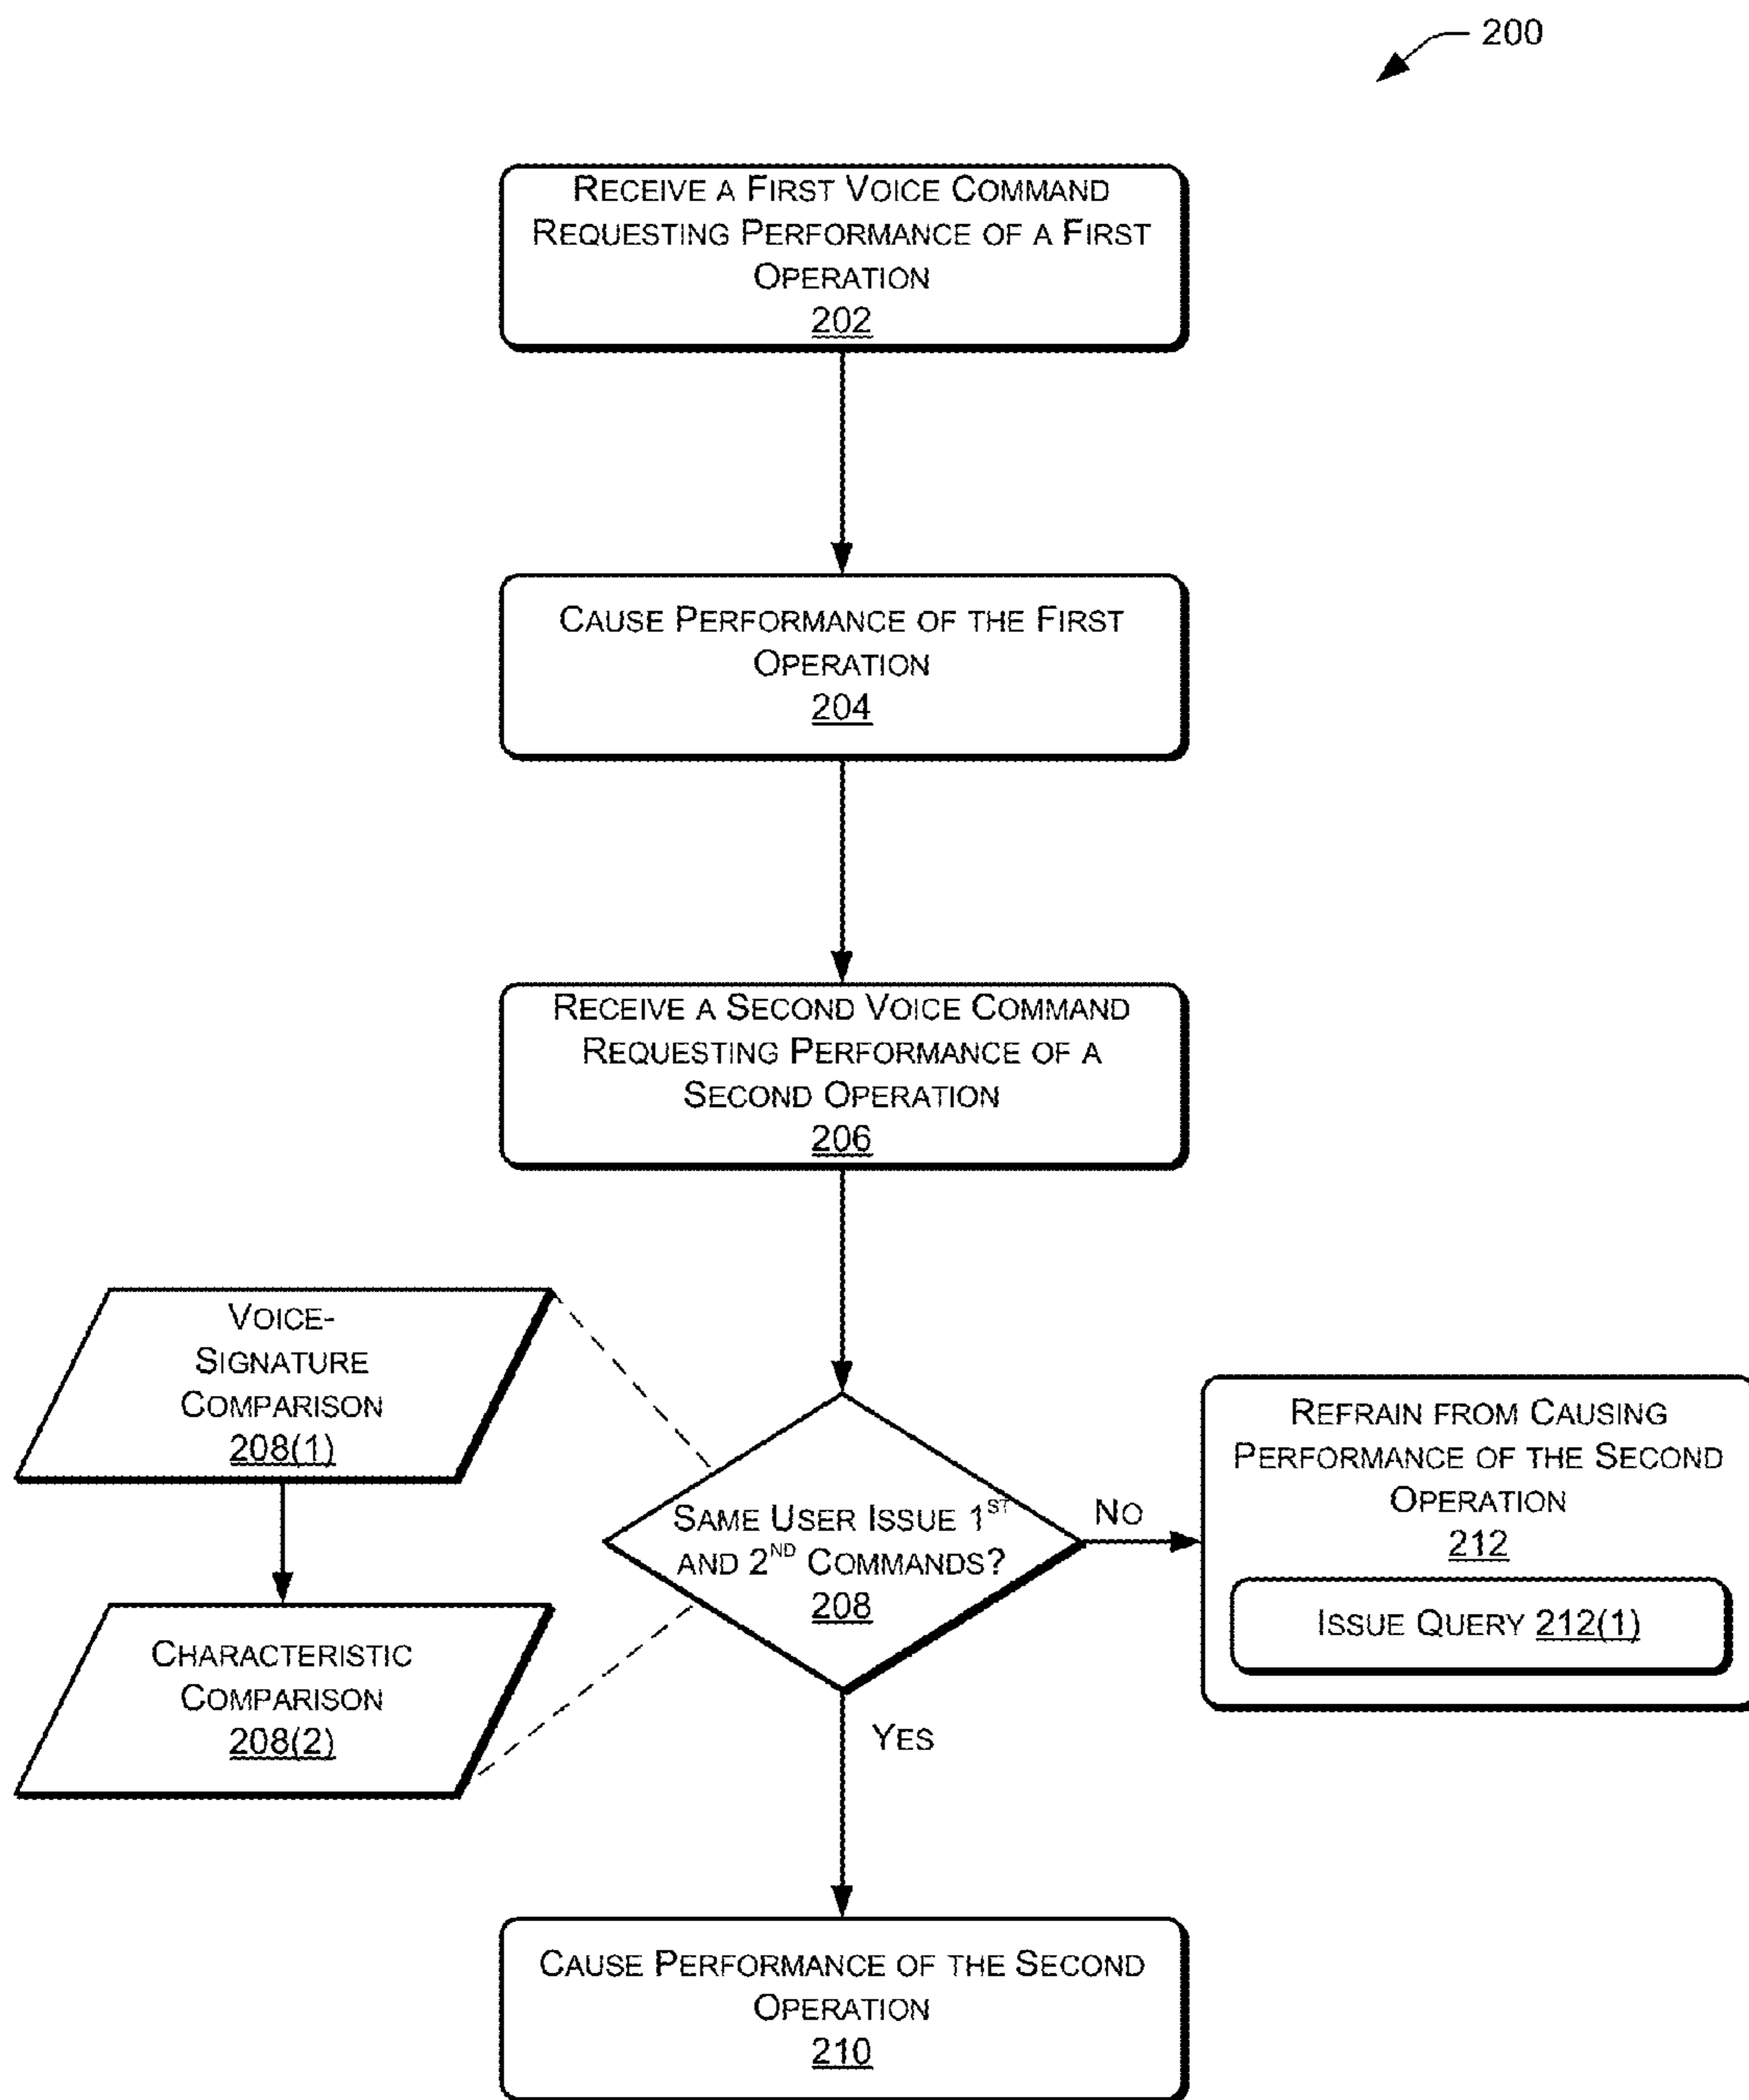 200
RECEIVE A FIRST VOICE COMMAND
REQUESTING PERFORMANCE OF A FIRST
OPERATION
202
CAUSE PERFORMANCE OF THE FIRST
OPERATION
204
RECEIVE A SECOND VOICE COMMAND
REQUESTING PERFORMANCE OF A
SECOND OPERATION
206
VOICE-
SIGNATURE
COMPARISON
208(1)
CHARACTERISTIC
COMPARISON
208(2)
SAME USER ISSUE 1ST
AND 2ND COMMANDS?
208
NO
REFRAIN FROM CAUSING
PERFORMANCE OF THE SECOND
OPERATION
212
ISSUE QUERY 212(1)
YES
CAUSE PERFORMANCE OF THE SECOND
OPERATION
210